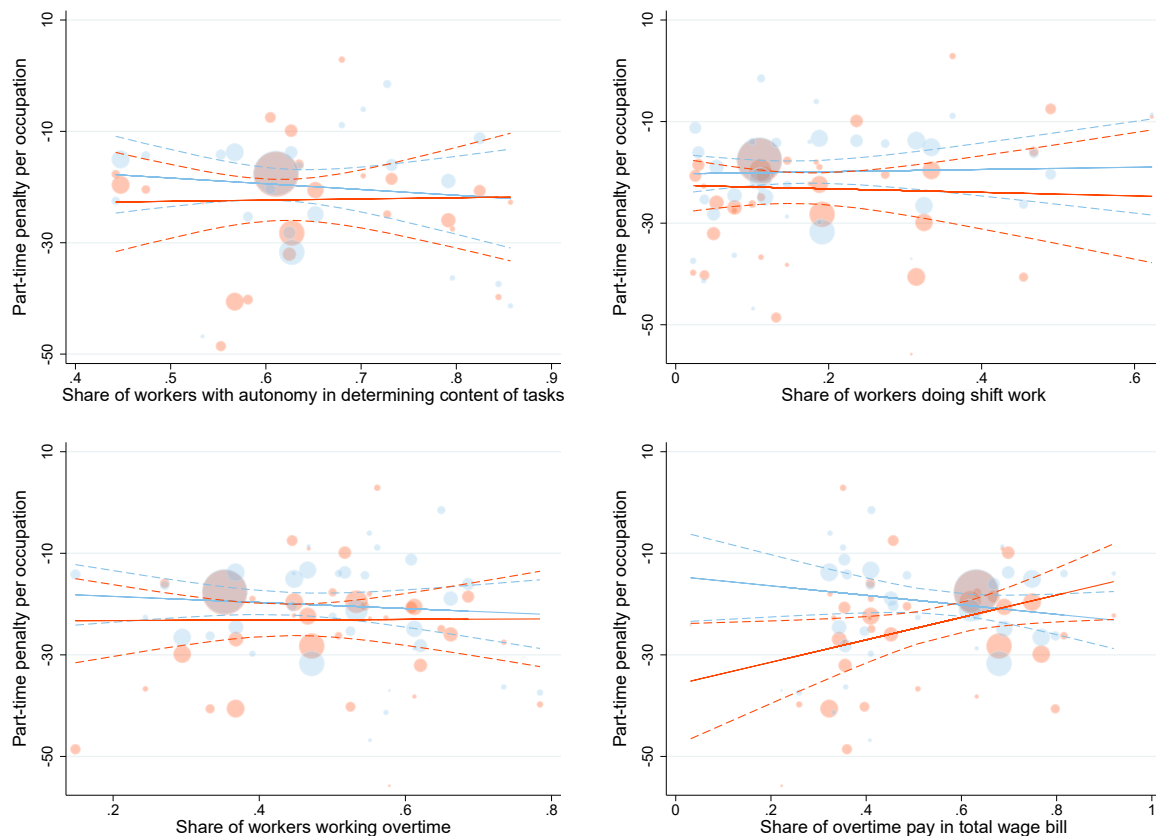 10
-10
-30
-50
Part-time penalty per occupation
.4 .5 .6 .7 .8 .9
Share of workers with autonomy in determining content of tasks
10
-10
-30
-50
Part-time penalty per occupation
0 .2 .4 .6
Share of workers doing shift work
10
-10
-30
-50
Part-time penalty per occupation
.2 .4 .6 .8
Share of workers working overtime
10
-10
-30
-50
Part-time penalty per occupation
0 .2 .4 .6 .8 1
Share of overtime pay in total wage bill